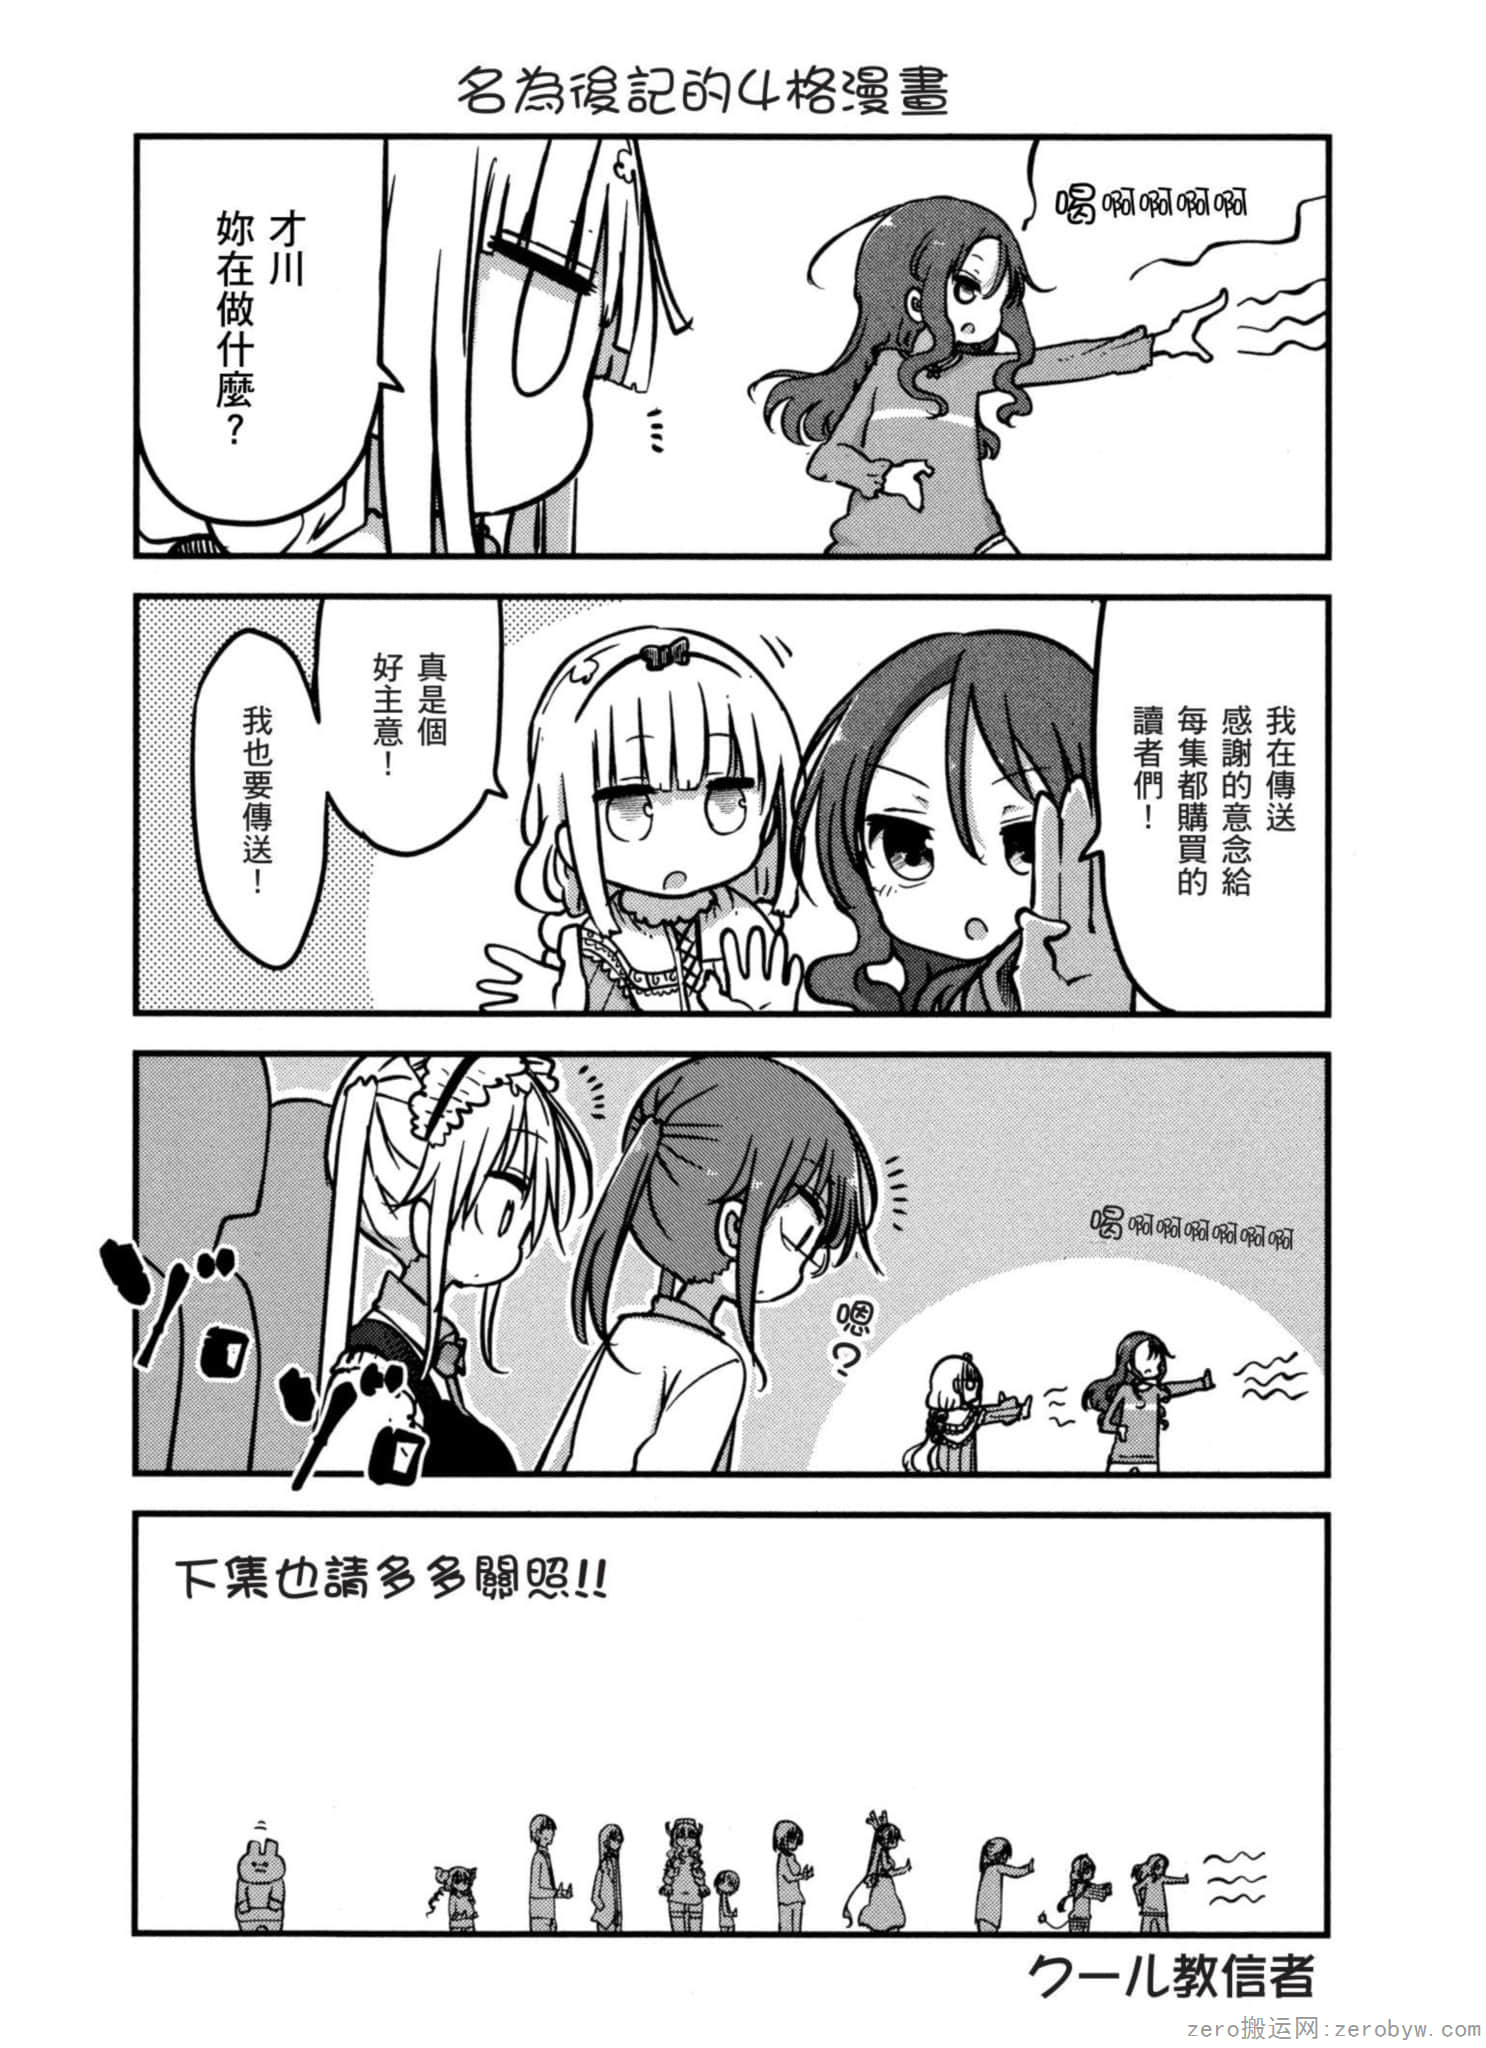 名為後記的4格漫畫
喝啊啊啊啊
才川
妳在做什麼？
我在傳送
感謝的意念給
每集都購買的
讀者們！
真是個
好主意！
我也要傳送！
喝啊啊啊啊啊啊
嗯？
下集也請多多關照!!
クール教信者
zero搬运网:zerobyw.com